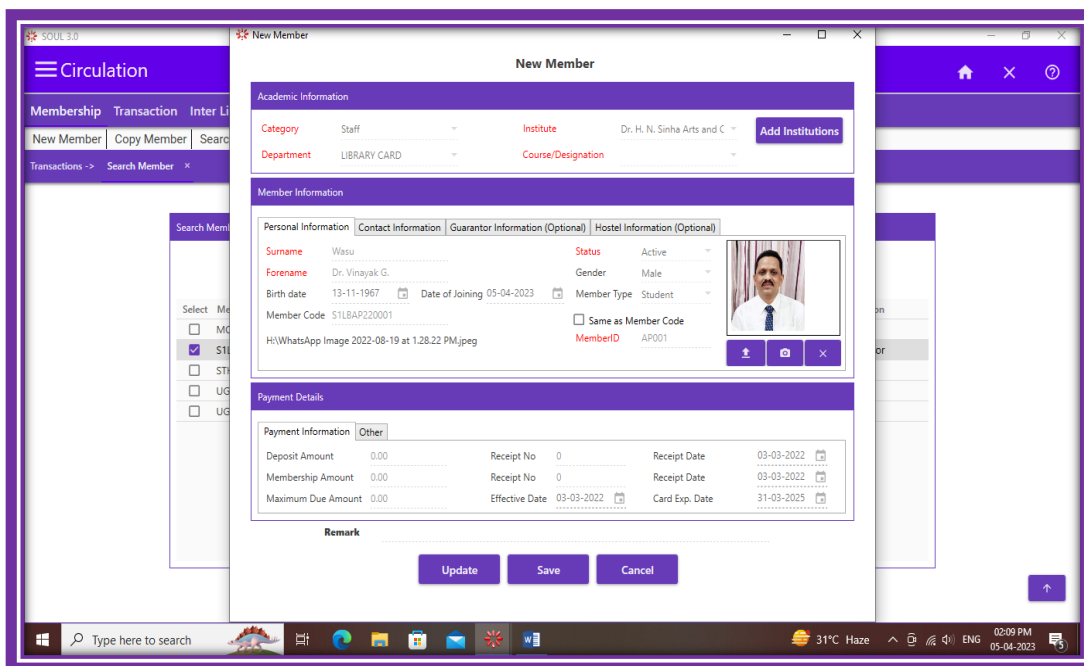 SOUL 3.0
New Member
Circulation
New Member
Membership Transaction Inter Li
New Member Copy Member Searc
Transactions -> Search Member ×
Academic Information
Category Staff Institute Dr. H. N. Sinha Arts and C Add Institutions
Department LIBRARY CARD Course/Designation
Member Information
Search Meml
Personal Information Contact Information Guarantor Information (Optional) Hostel Information (Optional)
Surname Wasu Status Active
Forename Dr. Vinayak G. Gender Male
Birth date 13-11-1967 Date of Joining 05-04-2023 Member Type Student
Select Me on
Member Code S1LBAP220001 Same as Member Code
MC
H:\WhatsApp Image 2022-08-19 at 1.28.22 PM.jpeg MemberID AP001
S1L or
STH
UG
UG
Payment Details
Payment Information Other
Deposit Amount 0.00 Receipt No 0 Receipt Date 03-03-2022
Membership Amount 0.00 Receipt No 0 Receipt Date 03-03-2022
Maximum Due Amount 0.00 Effective Date 03-03-2022 Card Exp. Date 31-03-2025
Remark
Update Save Cancel
Type here to search 31°C Haze ENG 02:09 PM
05-04-2023 5